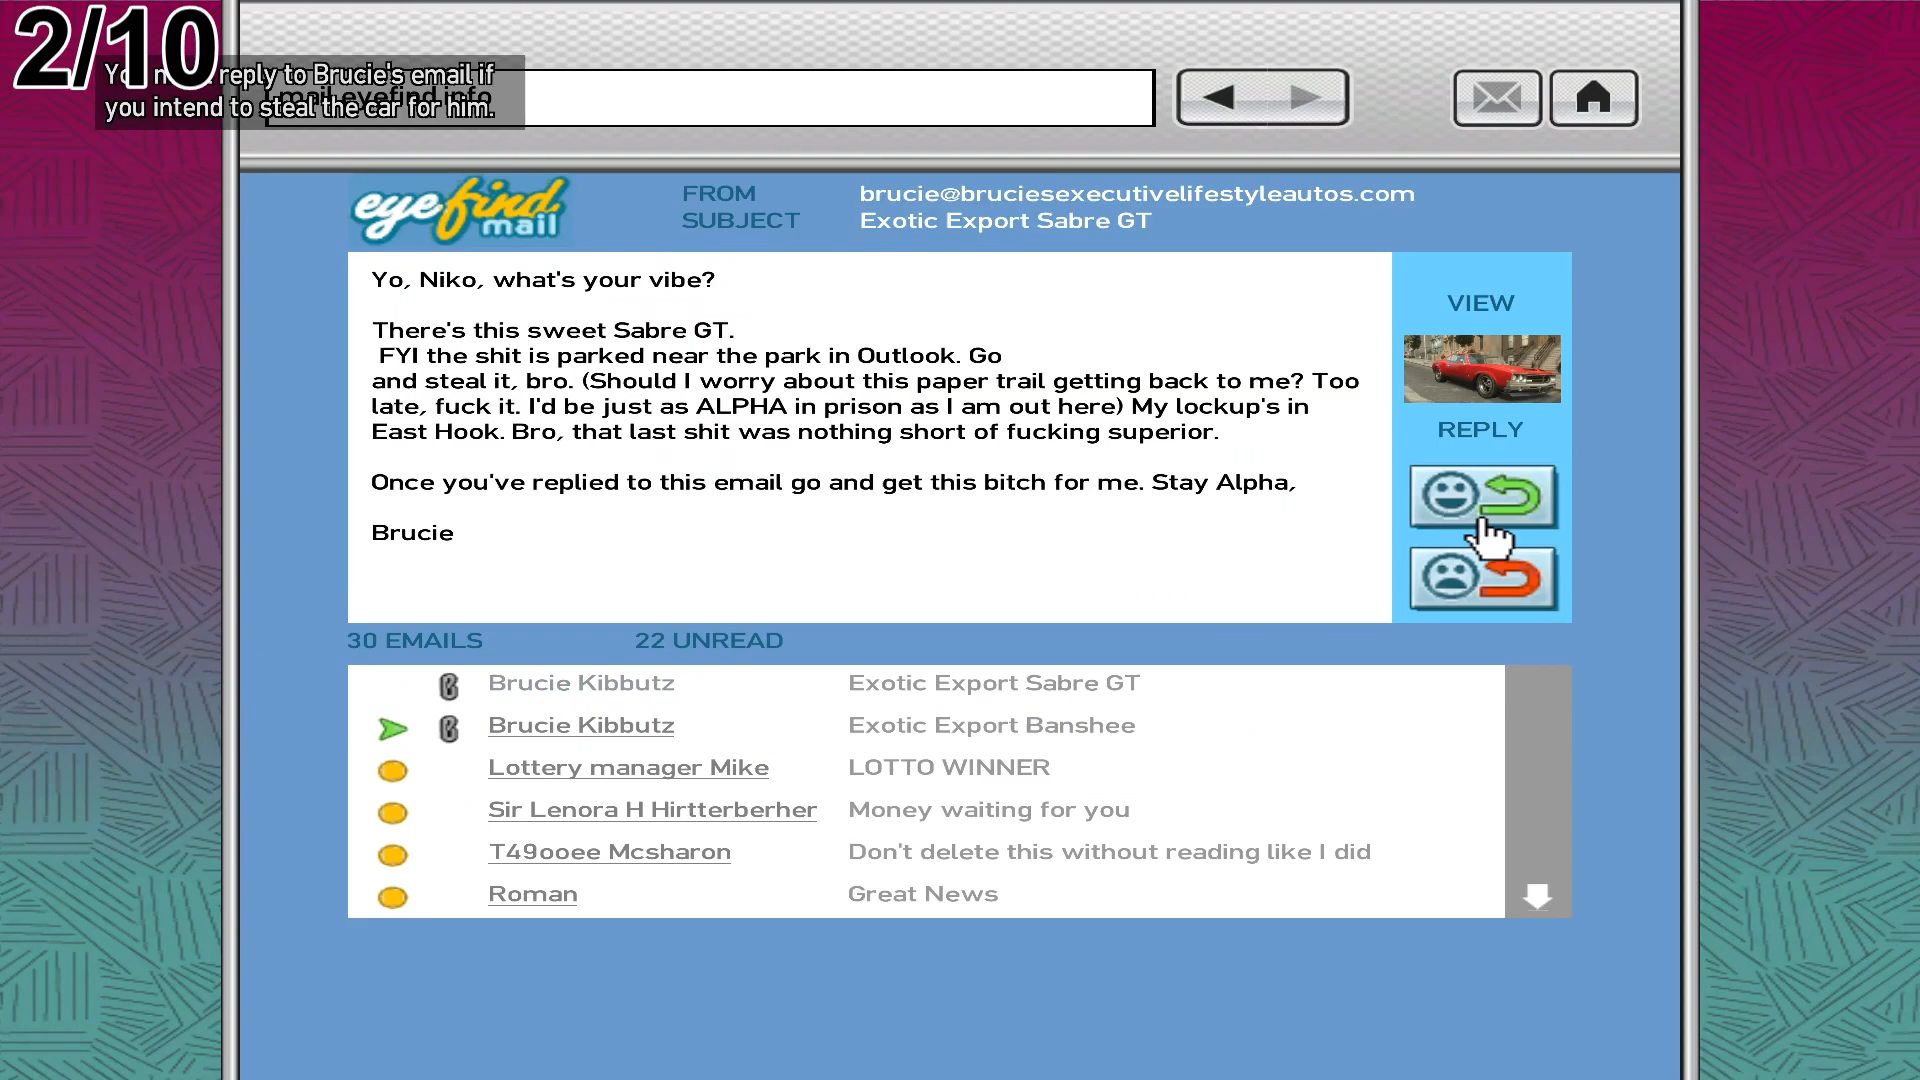 2/10
reply to Brucie's email if
you intend to steal the car for him.
mail.eyefind.info
eyefind
mail
FROM brucie@bruciesexecutivelifestyleautos.com
SUBJECT Exotic Export Sabre GT
Yo, Niko, what's your vibe?
There's this sweet Sabre GT.
FYI the shit is parked near the park in Outlook. Go
and steal it, bro. (Should I worry about this paper trail getting back to me? Too
late, fuck it. I'd be just as ALPHA in prison as I am out here) My lockup's in
East Hook. Bro, that last shit was nothing short of fucking superior.
Once you've replied to this email go and get this bitch for me. Stay Alpha,
Brucie
VIEW
REPLY
30 EMAILS 22 UNREAD
Brucie Kibbutz Exotic Export Sabre GT
Brucie Kibbutz Exotic Export Banshee
Lottery manager Mike LOTTO WINNER
Sir Lenora H Hirtterberher Money waiting for you
T49ooee Mcsharon Don't delete this without reading like I did
Roman Great News